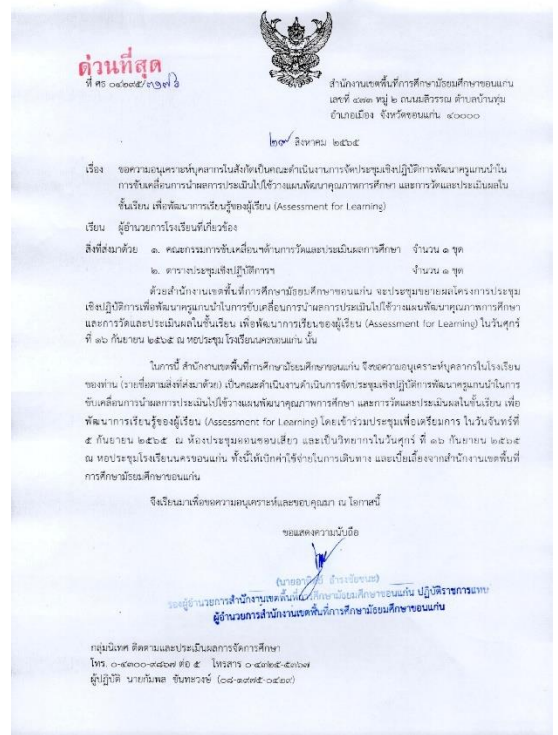 ด่วนที่สุด
ที่ ศธ ๐๔๒๙๕/
สำนักงานเขตพื้นที่การศึกษามัธยมศึกษาขอนแก่น
เลขที่ ๔๗๓ หมู่ ๒ ถนนมลิวรรณ ตำบลบ้านทุ่ม
อำเภอเมือง จังหวัดขอนแก่น ๔๐๐๐๐
๒๙ สิงหาคม ๒๕๖๕
เรื่อง ขอความอนุเคราะห์บุคลากรในสังกัดเป็นคณะดำเนินงานการจัดประชุมเชิงปฏิบัติการพัฒนาครูแกนนำใน
การขับเคลื่อนการนำผลการประเมินไปใช้วางแผนพัฒนาคุณภาพการศึกษา และการวัดและประเมินผลใน
ชั้นเรียน เพื่อพัฒนาการเรียนรู้ของผู้เรียน (Assessment for Learning)
เรียน ผู้อำนวยการโรงเรียนที่เกี่ยวข้อง
สิ่งที่ส่งมาด้วย ๑. คณะกรรมการขับเคลื่อนฯด้านการวัดและประเมินผลการศึกษา จำนวน ๑ ชุด
๒. ตารางประชุมเชิงปฏิบัติการฯ จำนวน ๑ ชุด
ด้วยสำนักงานเขตพื้นที่การศึกษามัธยมศึกษาขอนแก่น จะประชุมขยายผลโครงการประชุม
เชิงปฏิบัติการเพื่อพัฒนาครูแกนนำในการขับเคลื่อนการนำผลการประเมินไปใช้วางแผนพัฒนาคุณภาพการศึกษา
และการวัดและประเมินผลในชั้นเรียน เพื่อพัฒนาการเรียนของผู้เรียน (Assessment for Learning) ในวันศุกร์
ที่ ๑๖ กันยายน ๒๕๖๕ ณ หอประชุม โรงเรียนนครขอนแก่น นั้น
ในการนี้ สำนักงานเขตพื้นที่การศึกษามัธยมศึกษาขอนแก่น จึงขอความอนุเคราะห์บุคลากรในโรงเรียน
ของท่าน (รายชื่อตามสิ่งที่ส่งมาด้วย) เป็นคณะดำเนินงานดำเนินการจัดประชุมเชิงปฏิบัติการพัฒนาครูแกนนำในการ
ขับเคลื่อนการนำผลการประเมินไปใช้วางแผนพัฒนาคุณภาพการศึกษา และการวัดและประเมินผลในชั้นเรียน เพื่อ
พัฒนาการเรียนรู้ของผู้เรียน (Assessment for Learning) โดยเข้าร่วมประชุมเพื่อเตรียมการ ในวันจันทร์ที่
๕ กันยายน ๒๕๖๕ ณ ห้องประชุมออนซอนเสียว และเป็นวิทยากรในวันศุกร์ ที่ ๑๖ กันยายน ๒๕๖๕
ณ หอประชุมโรงเรียนนครขอนแก่น ทั้งนี้ให้เบิกค่าใช้จ่ายในการเดินทาง และเบี้ยเลี้ยงจากสำนักงานเขตพื้นที่
การศึกษามัธยมศึกษาขอนแก่น
จึงเรียนมาเพื่อขอความอนุเคราะห์และขอบคุณมา ณ โอกาสนี้
ขอแสดงความนับถือ
รองผู้อำนวยการสำนักงานเขตพื้นที่การศึกษามัธยมศึกษาขอนแก่น ปฏิบัติราชการแทน
ผู้อำนวยการสำนักงานเขตพื้นที่การศึกษามัธยมศึกษาขอนแก่น
กลุ่มนิเทศ ติดตามและประเมินผลการจัดการศึกษา
โทร. ๐-๔๓๐๐-๙๘๖๗ ต่อ ๕ โทรสาร
ผู้ปฏิบัติ นายกัมพล ขันทะวงษ์